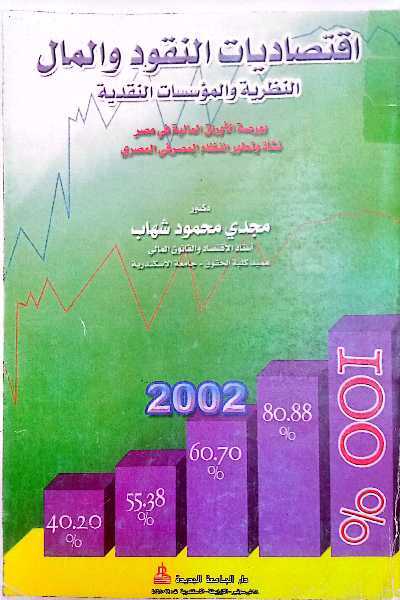 اقتصاديات النقود والمال
النظرية والمؤسسات النقدية
بورصة الأوراق المالية في مصر
نشأة وتطور النظام المصرفي المصري
دكتور
مجدي محمود شهاب
أستاذ الاقتصاد والقانون المالى
عميد كلية الحقوق - جامعة الاسكندرية
2002
40.20
%
55.38
%
60.70
%
80.88
%
100 %
دار الجامعة الجديدة